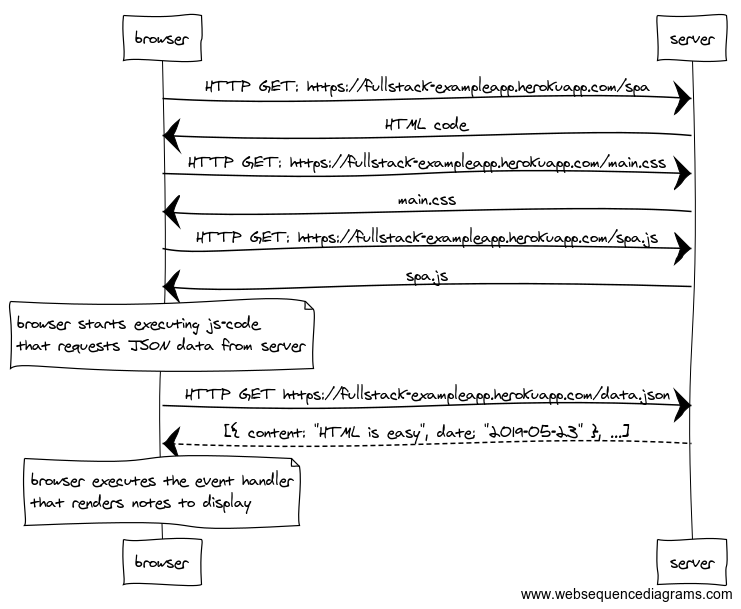 browser
server
HTTP GET: https://fullstack-exampleapp.herokuapp.com/spa
HTML code
HTTP GET: https://fullstack-exampleapp.herokuapp.com/main.css
main.css
HTTP GET: https://fullstack-exampleapp.herokuapp.com/spa.js
spa.js
browser starts executing js-code
that requests JSON data from server
HTTP GET https://fullstack-exampleapp.herokuapp.com/data.json
[{ content: "HTML is easy", date: "2019-05-23" }, ...]
browser executes the event handler
that renders notes to display
browser
server
www.websequencediagrams.com